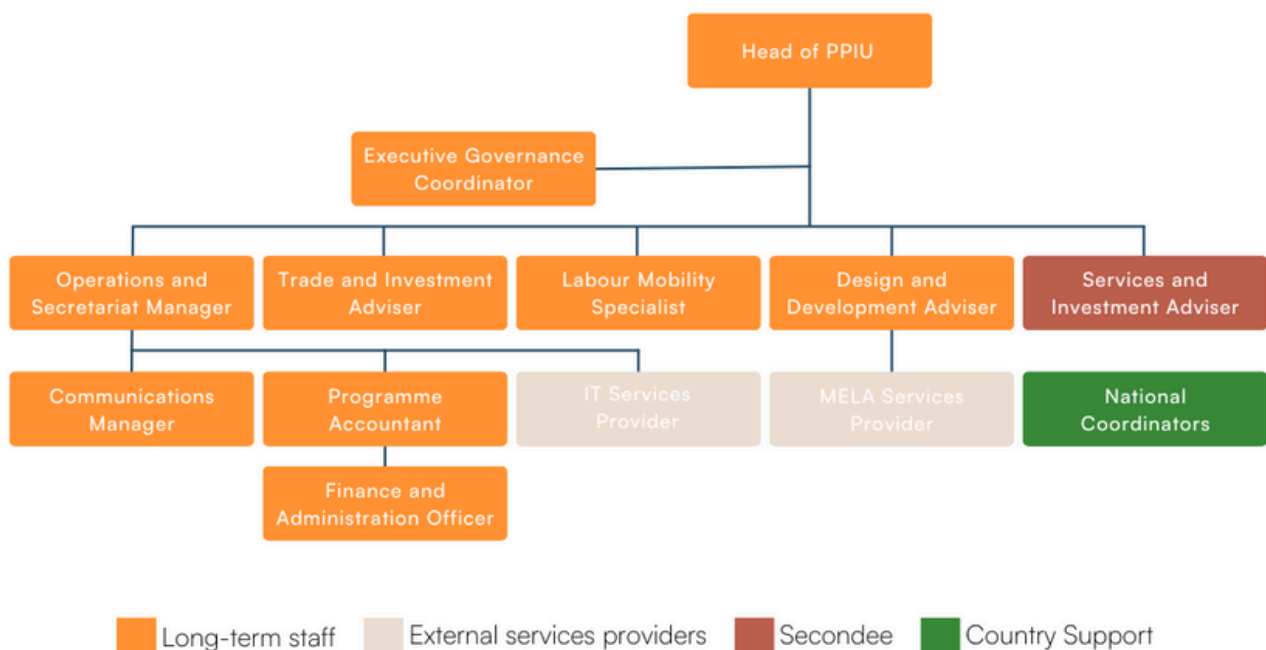 Head of PPIU
Executive Governance
Coordinator
Operations and
Secretariat Manager
Trade and Investment
Adviser
Labour Mobility
Specialist
Design and
Development Adviser
Services and
Investment Adviser
Communications
Manager
Programme
Accountant
IT Services
Provider
MELA Services
Provider
National
Coordinators
Finance and
Administration Officer
Long-term staff
External services providers
Secondee
Country Support